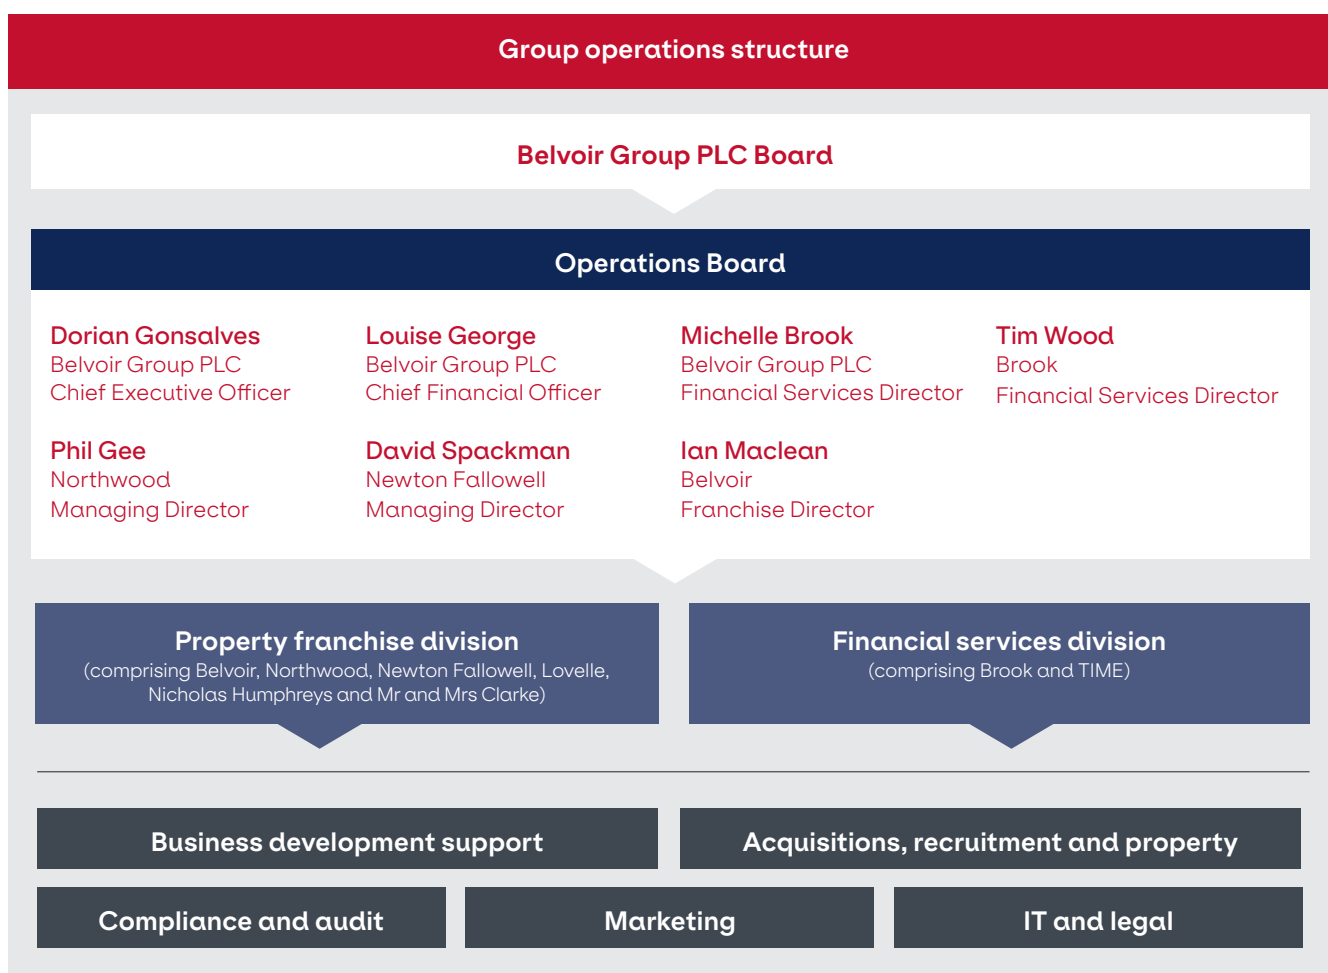 Group operations structure
Belvoir Group PLC Board
Operations Board
Dorian Gonsalves
Belvoir Group PLC
Chief Executive Officer
Louise George
Belvoir Group PLC
Chief Financial Officer
Michelle Brook
Belvoir Group PLC
Financial Services Director
Tim Wood
Brook
Financial Services Director
Phil Gee
Northwood
Managing Director
David Spackman
Newton Fallowell
Managing Director
Ian Maclean
Belvoir
Franchise Director
Property franchise division
(comprising Belvoir, Northwood, Newton Fallowell, Lovelle,
Nicholas Humphreys and Mr and Mrs Clarke)
Financial services division
(comprising Brook and TIME)
Business development support
Acquisitions, recruitment and property
Compliance and audit
Marketing
IT and legal